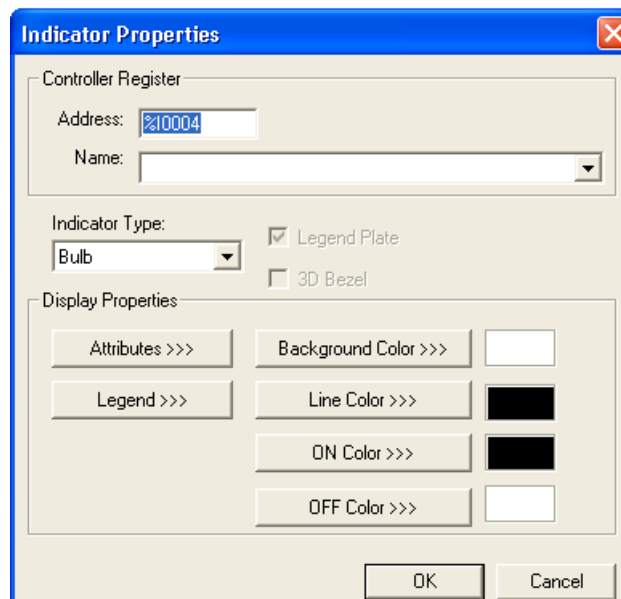 Indicator Properties
Controller Register
Address: %I0004
Name:
Indicator Type:
Bulb
Legend Plate
3D Bezel
Display Properties
Attributes >>> Background Color >>>
Legend >>> Line Color >>>
ON Color >>>
OFF Color >>>
OK Cancel